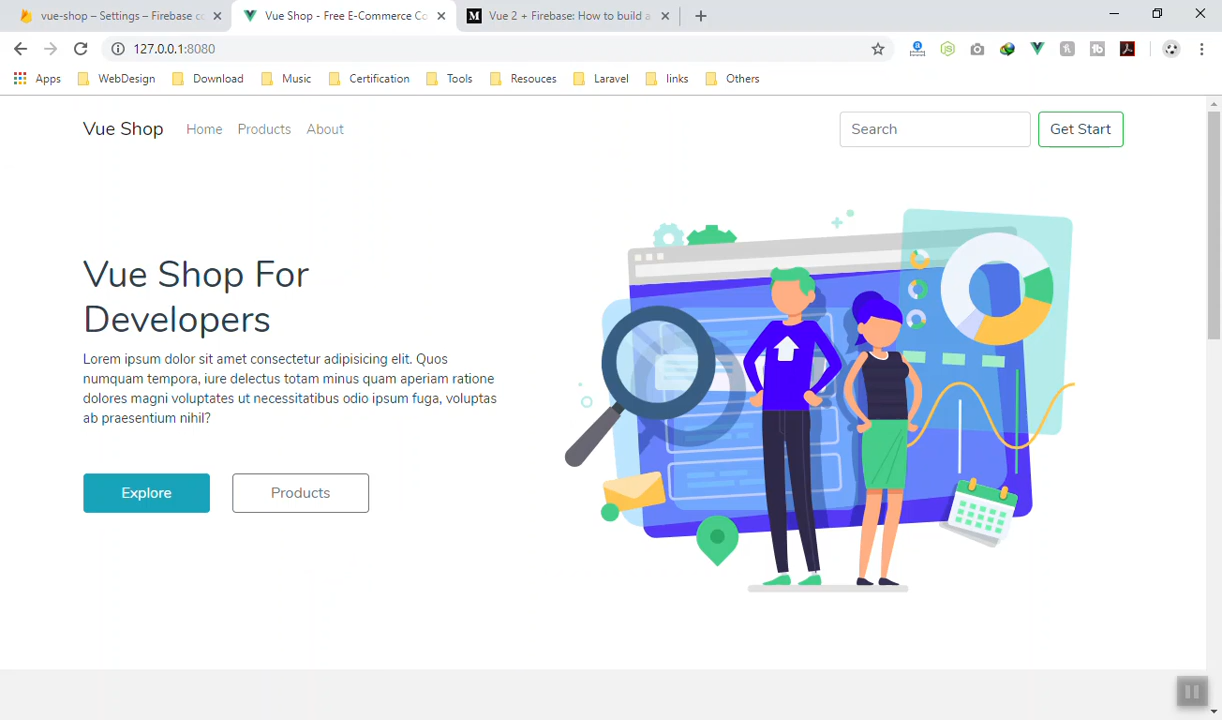 vue-shop – Settings – Firebase co
Vue Shop - Free E-Commerce Co
M Vue 2 + Firebase: How to build a
127.0.0.1:8080
Apps WebDesign Download Music Certification Tools Resouces Laravel links Others
Vue Shop Home Products About Search Get Start
Vue Shop For
Developers
Lorem ipsum dolor sit amet consectetur adipisicing elit. Quos
numquam tempora, iure delectus totam minus quam aperiam ratione
dolores magni voluptates ut necessitatibus odio ipsum fuga, voluptas
ab praesentium nihil?
Explore Products